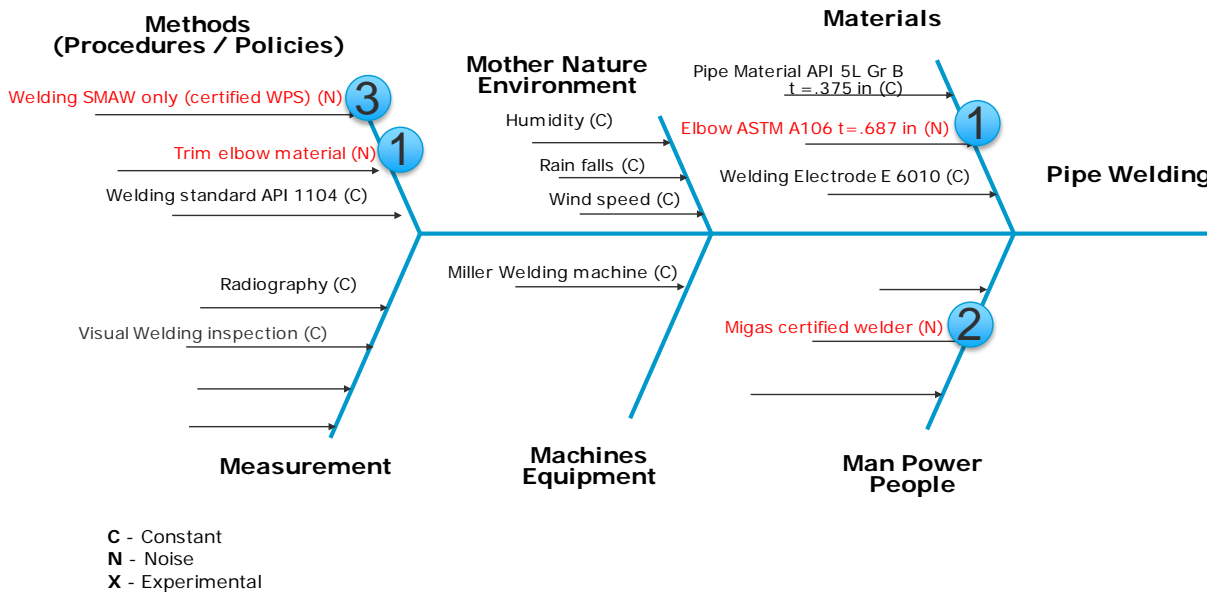 Methods
(Procedures / Policies)
Welding SMAW only (certified WPS) (N)
3
Trim elbow material (N)
1
Welding standard API 1104 (C)
Mother Nature
Environment
Humidity (C)
Rain falls (C)
Wind speed (C)
Materials
Pipe Material API 5L Gr B
t =.375 in (C)
Elbow ASTM A106 t=.687 in (N)
1
Welding Electrode E 6010 (C)
Pipe Welding
Radiography (C)
Visual Welding inspection (C)
Measurement
Miller Welding machine (C)
Machines
Equipment
Migas certified welder (N)
2
Man Power
People
C - Constant
N - Noise
X - Experimental